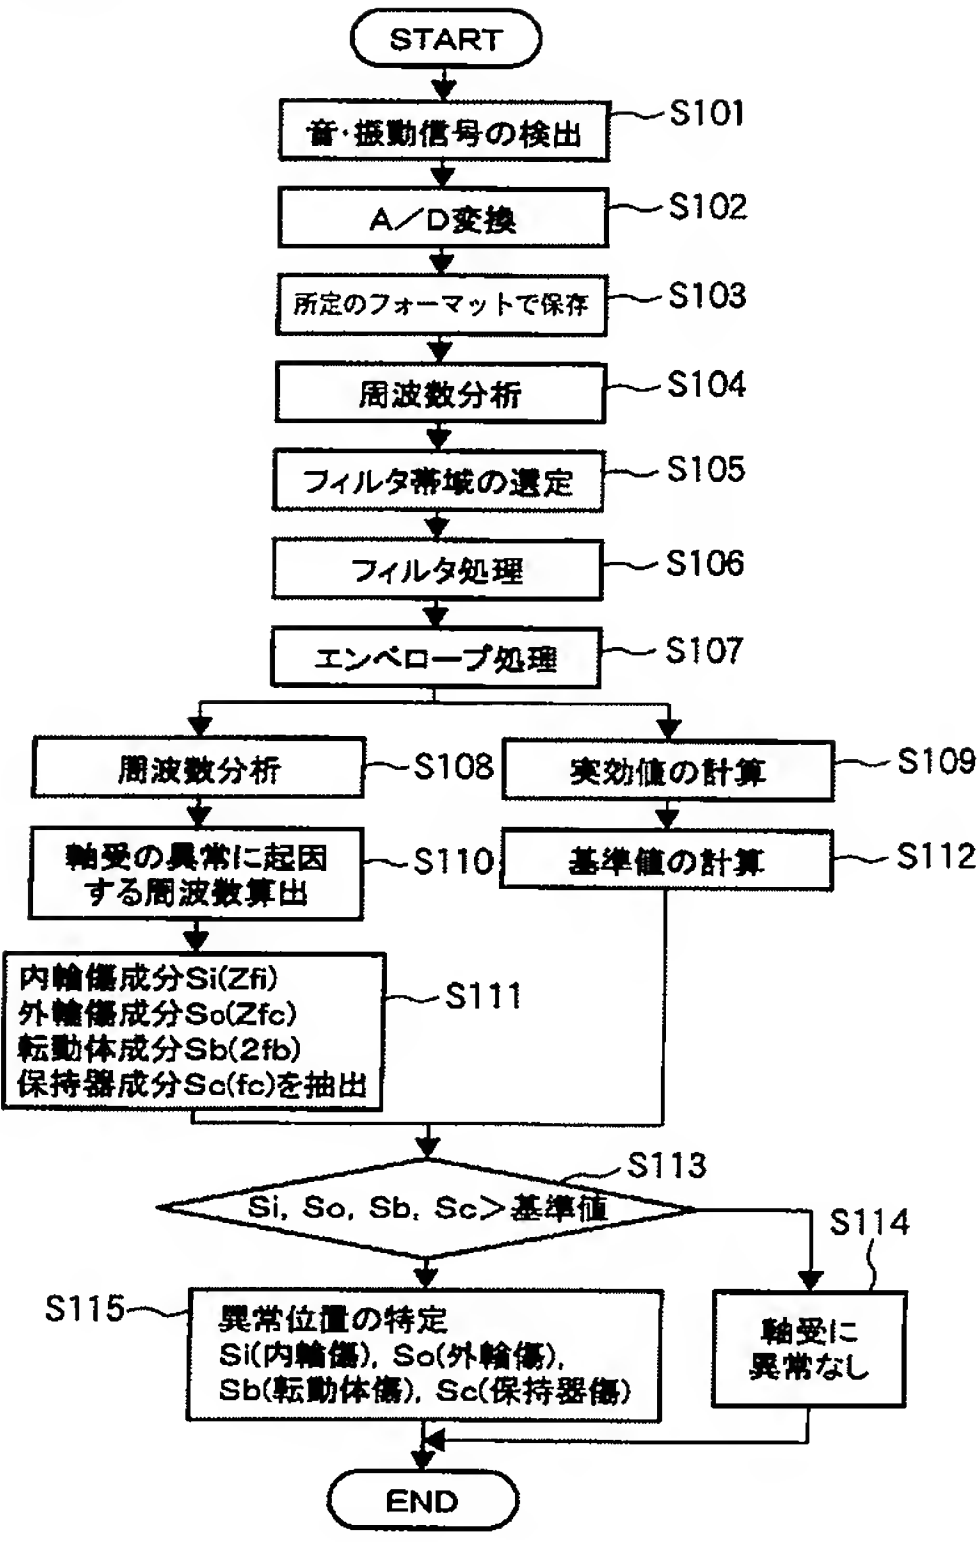 START
音・振動信号の検出
S101
A／D変換
S102
所定のフォーマットで保存
S103
周波数分析
S104
フィルタ帯域の選定
S105
フィルタ処理
S106
エンベロープ処理
S107
周波数分析
S108
実効値の計算
S109
軸受の異常に起因
する周波数算出
S110
基準値の計算
S112
内輪傷成分Si(Zfi)
外輪傷成分So(Zfc)
転動体成分Sb(2fb)
保持器成分Sc(fc)を抽出
S111
S113
Si, So, Sb, Sc＞基準値
S114
S115
異常位置の特定
Si(内輪傷), So(外輪傷),
Sb(転動体傷), Sc(保持器傷)
軸受に
異常なし
END